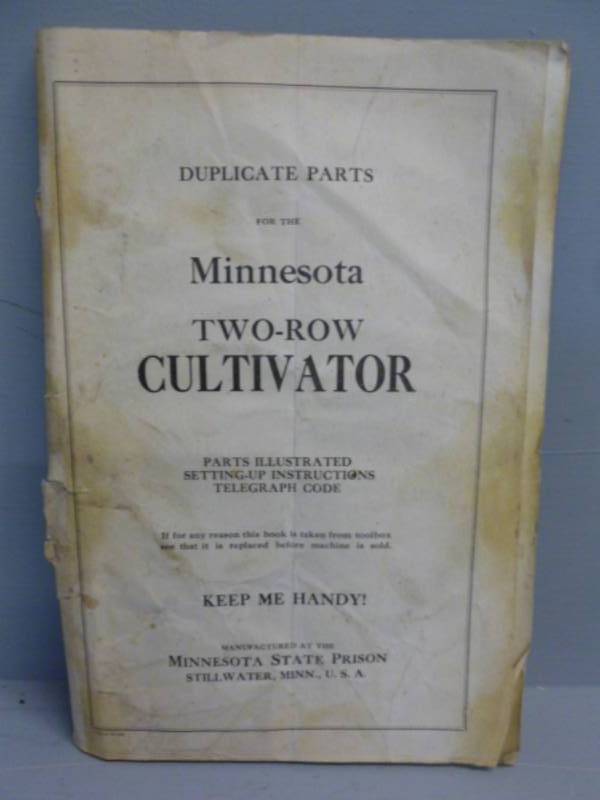 DUPLICATE PARTS
FOR THE
Minnesota
TWO-ROW
CULTIVATOR
PARTS ILLUSTRATED
SETTING-UP INSTRUCTIONS
TELEGRAPH CODE
If for any reason this book is taken from toolbox
see that it is replaced before machine is sold.
KEEP ME HANDY!
MANUFACTURED AT THE
MINNESOTA STATE PRISON
STILLWATER, MINN., U. S. A.